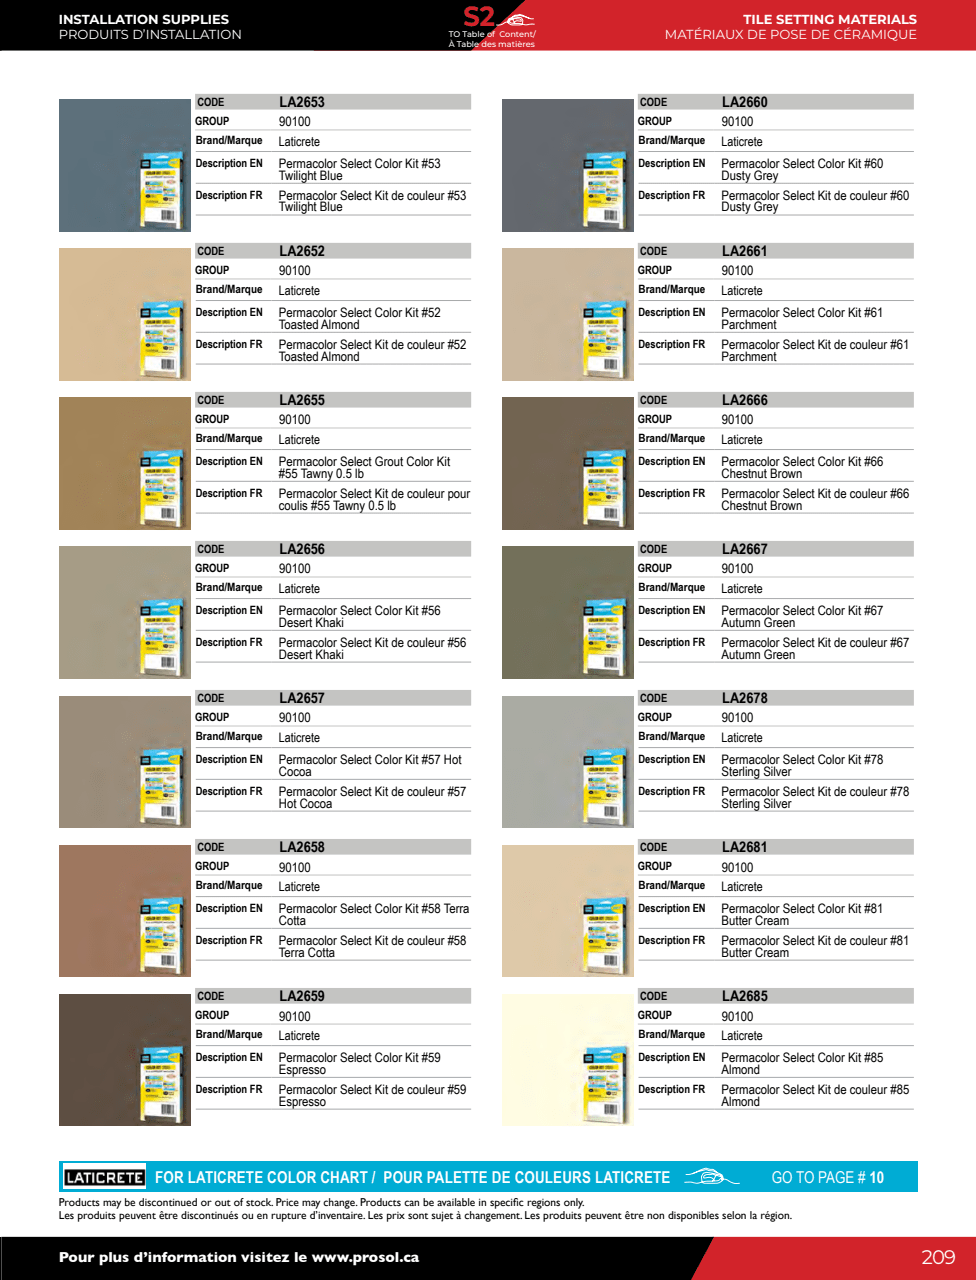 INSTALLATION SUPPLIES
PRODUITS D'INSTALLATION
S2
TO Table of Content/
À Table des matières
TILE SETTING MATERIALS
MATÉRIAUX DE POSE DE CÉRAMIQUE
CODE LA2653
GROUP 90100
Brand/Marque Laticrete
Description EN Permacolor Select Color Kit #53
Twilight Blue
Description FR Permacolor Select Kit de couleur #53
Twilight Blue
CODE LA2652
GROUP 90100
Brand/Marque Laticrete
Description EN Permacolor Select Color Kit #52
Toasted Almond
Description FR Permacolor Select Kit de couleur #52
Toasted Almond
CODE LA2655
GROUP 90100
Brand/Marque Laticrete
Description EN Permacolor Select Grout Color Kit
#55 Tawny 0.5 lb
Description FR Permacolor Select Kit de couleur pour
coulis #55 Tawny 0.5 lb
CODE LA2656
GROUP 90100
Brand/Marque Laticrete
Description EN Permacolor Select Color Kit #56
Desert Khaki
Description FR Permacolor Select Kit de couleur #56
Desert Khaki
CODE LA2657
GROUP 90100
Brand/Marque Laticrete
Description EN Permacolor Select Color Kit #57 Hot
Cocoa
Description FR Permacolor Select Kit de couleur #57
Hot Cocoa
CODE LA2658
GROUP 90100
Brand/Marque Laticrete
Description EN Permacolor Select Color Kit #58 Terra
Cotta
Description FR Permacolor Select Kit de couleur #58
Terra Cotta
CODE LA2659
GROUP 90100
Brand/Marque Laticrete
Description EN Permacolor Select Color Kit #59
Espresso
Description FR Permacolor Select Kit de couleur #59
Espresso
CODE LA2660
GROUP 90100
Brand/Marque Laticrete
Description EN Permacolor Select Color Kit #60
Dusty Grey
Description FR Permacolor Select Kit de couleur #60
Dusty Grey
CODE LA2661
GROUP 90100
Brand/Marque Laticrete
Description EN Permacolor Select Color Kit #61
Parchment
Description FR Permacolor Select Kit de couleur #61
Parchment
CODE LA2666
GROUP 90100
Brand/Marque Laticrete
Description EN Permacolor Select Color Kit #66
Chestnut Brown
Description FR Permacolor Select Kit de couleur #66
Chestnut Brown
CODE LA2667
GROUP 90100
Brand/Marque Laticrete
Description EN Permacolor Select Color Kit #67
Autumn Green
Description FR Permacolor Select Kit de couleur #67
Autumn Green
CODE LA2678
GROUP 90100
Brand/Marque Laticrete
Description EN Permacolor Select Color Kit #78
Sterling Silver
Description FR Permacolor Select Kit de couleur #78
Sterling Silver
CODE LA2681
GROUP 90100
Brand/Marque Laticrete
Description EN Permacolor Select Color Kit #81
Butter Cream
Description FR Permacolor Select Kit de couleur #81
Butter Cream
CODE LA2685
GROUP 90100
Brand/Marque Laticrete
Description EN Permacolor Select Color Kit #85
Almond
Description FR Permacolor Select Kit de couleur #85
Almond
LATICRETE FOR LATICRETE COLOR CHART / POUR PALETTE DE COULEURS LATICRETE GO TO PAGE # 10
Products may be discontinued or out of stock. Price may change. Products can be available in specific regions only.
Les produits peuvent être discontinués ou en rupture d'inventaire. Les prix sont sujet à changement. Les produits peuvent être non disponibles selon la région.
Pour plus d'information visitez le www.prosol.ca
209